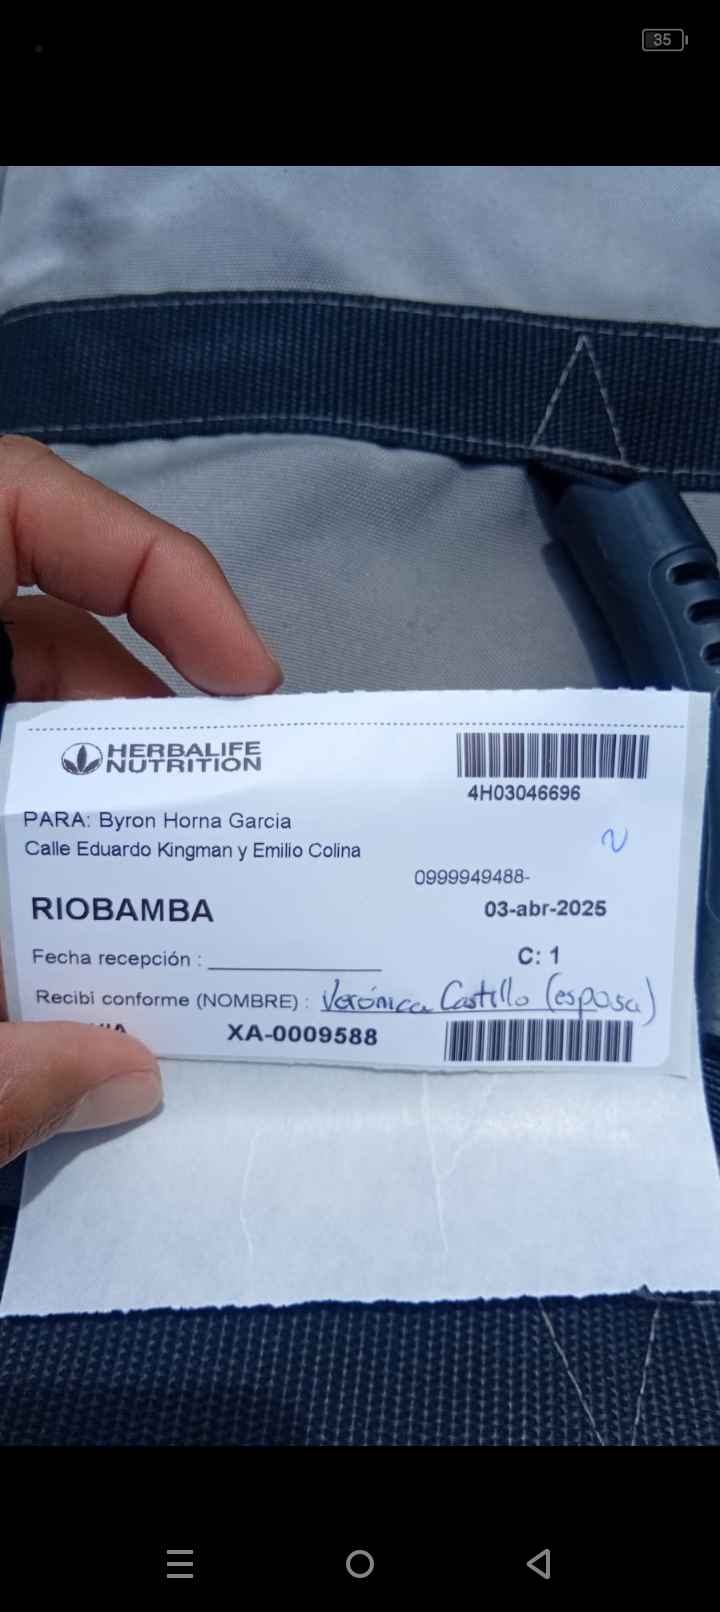 35
HERBALIFE
NUTRITION
4H03046696
PARA: Byron Horna Garcia
Calle Eduardo Kingman y Emilio Colina
0999949488-
RIOBAMBA
03-abr-2025
Fecha recepción :
C: 1
Recibi conforme (NOMBRE) : Verónica Castillo (esposa)
XA-0009588